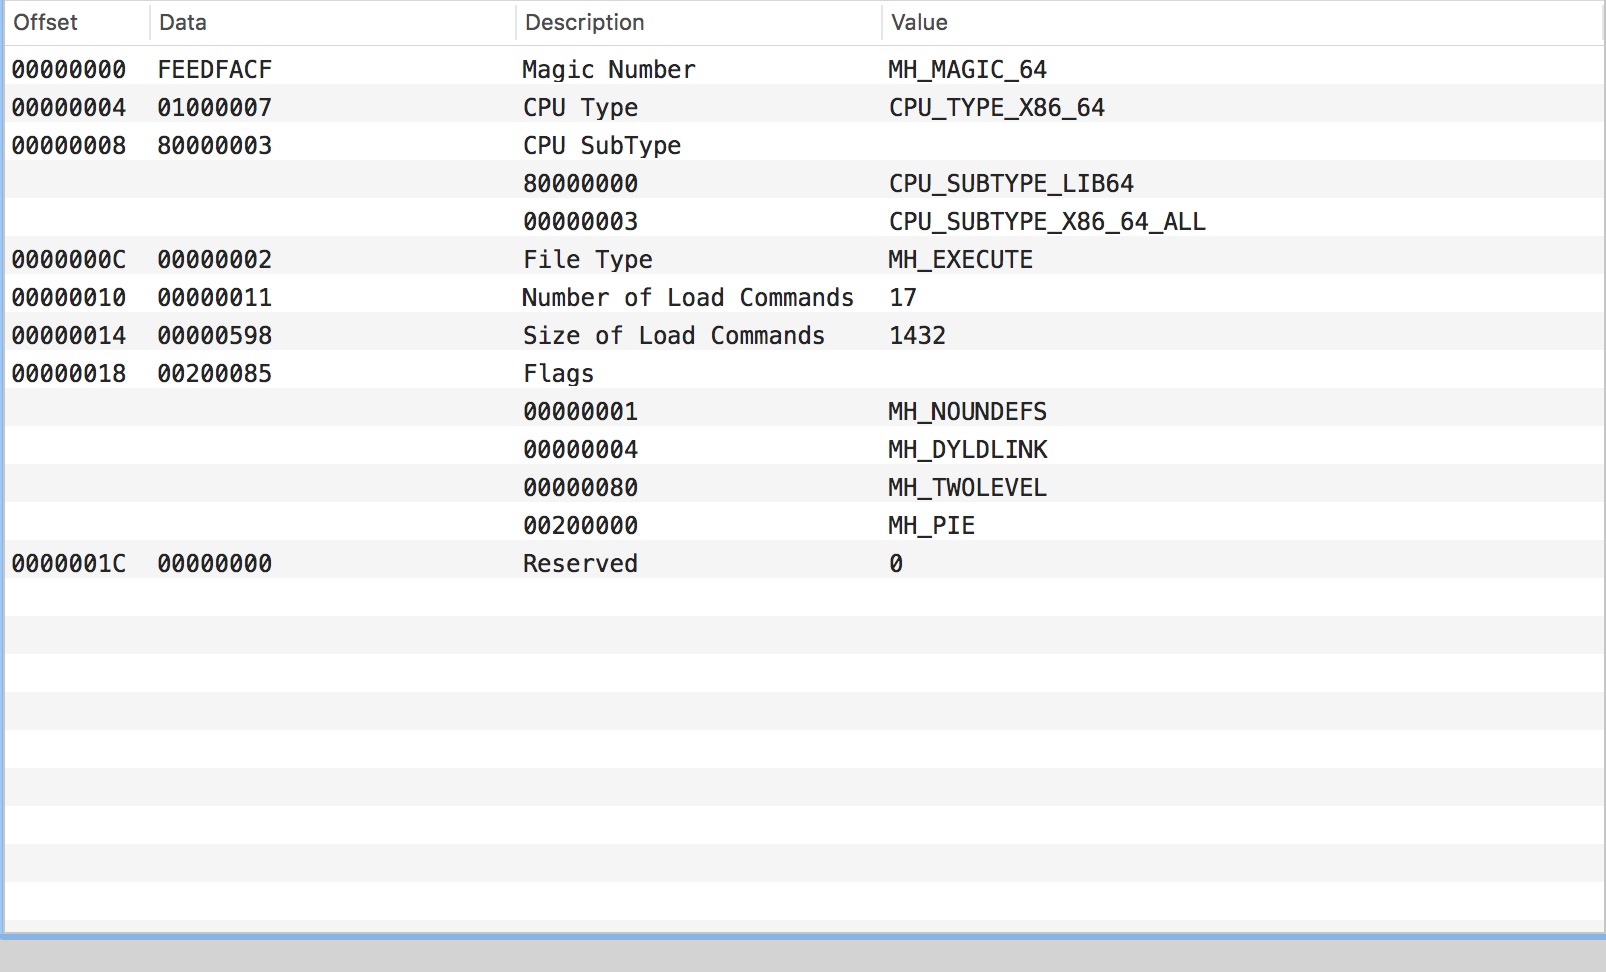 Offset Data Description Value
00000000 FEEDFACF Magic Number MH_MAGIC_64
00000004 01000007 CPU Type CPU_TYPE_X86_64
00000008 80000003 CPU SubType
80000000 CPU_SUBTYPE_LIB64
00000003 CPU_SUBTYPE_X86_64_ALL
0000000C 00000002 File Type MH_EXECUTE
00000010 00000011 Number of Load Commands 17
00000014 00000598 Size of Load Commands 1432
00000018 00200085 Flags
00000001 MH_NOUNDEFS
00000004 MH_DYLDLINK
00000080 MH_TWOLEVEL
00200000 MH_PIE
0000001C 00000000 Reserved 0